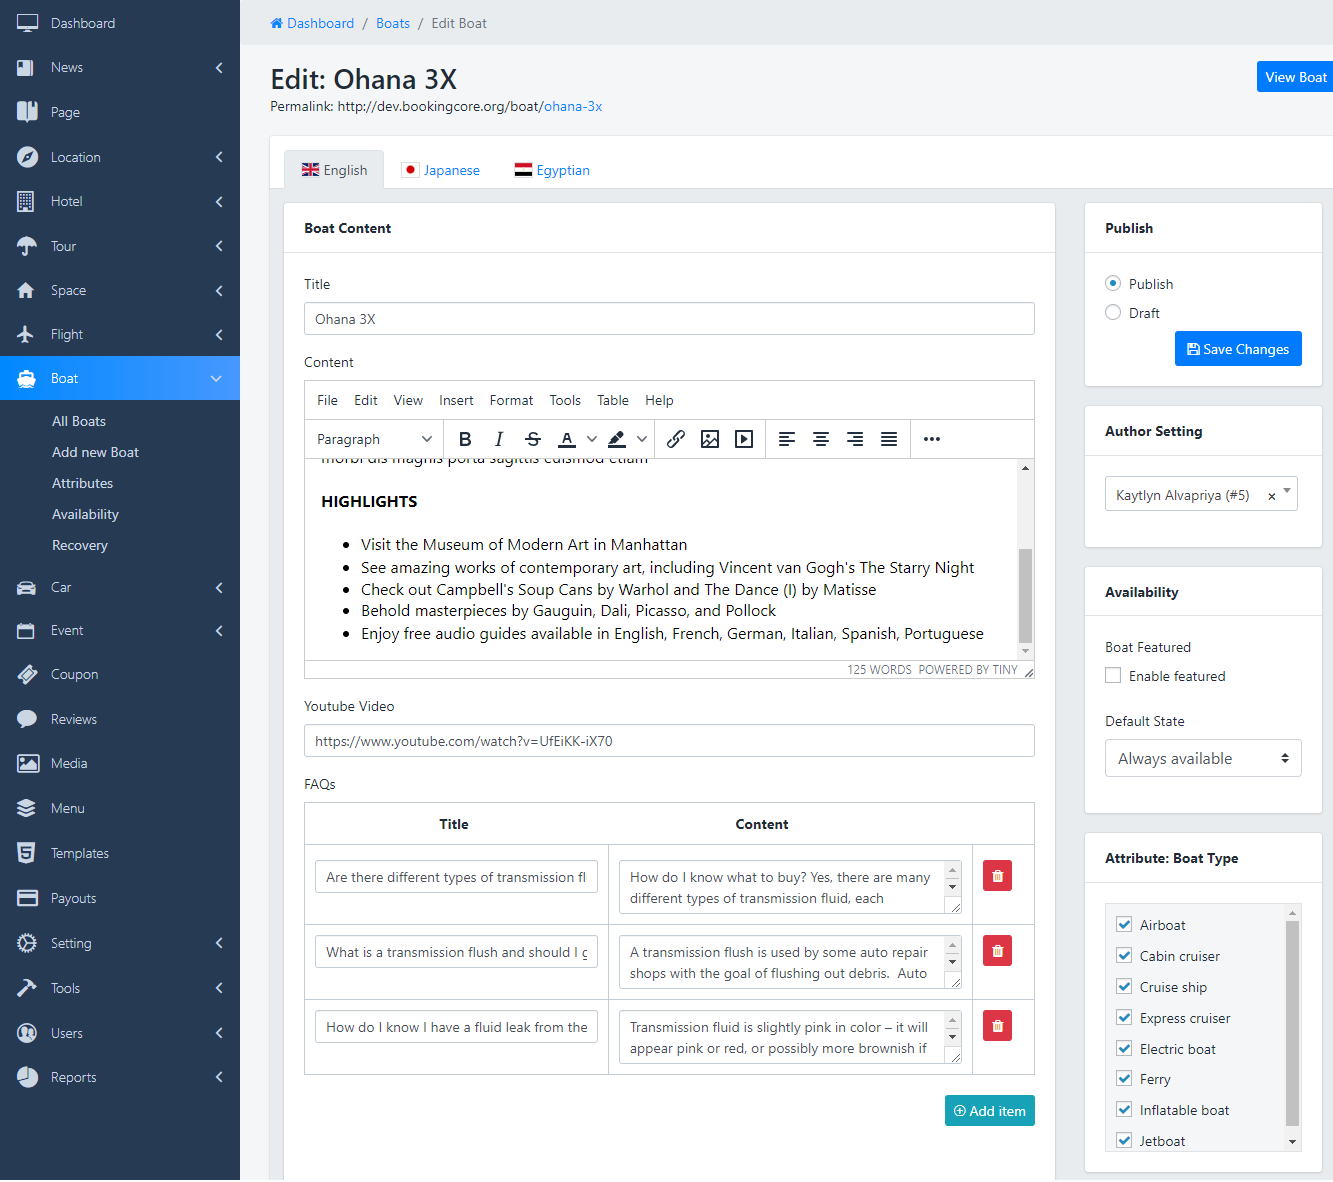 Dashboard
News
Page
Location
Hotel
Tour
Space
Flight
Boat
All Boats
Add new Boat
Attributes
Availability
Recovery
Car
Event
Coupon
Reviews
Media
Menu
Templates
Payouts
Setting
Tools
Users
Reports
Dashboard / Boats / Edit Boat
Edit: Ohana 3X
View Boat
Permalink: http://dev.bookingcore.org/boat/ohana-3x
English Japanese Egyptian
Boat Content
Title
Ohana 3X
Content
File Edit View Insert Format Tools Table Help
Paragraph B I S A
morbi dis magnis porta sagittis euismod etiam
HIGHLIGHTS
• Visit the Museum of Modern Art in Manhattan
• See amazing works of contemporary art, including Vincent van Gogh's The Starry Night
• Check out Campbell's Soup Cans by Warhol and The Dance (I) by Matisse
• Behold masterpieces by Gauguin, Dali, Picasso, and Pollock
• Enjoy free audio guides available in English, French, German, Italian, Spanish, Portuguese
125 WORDS POWERED BY TINY
Youtube Video
https://www.youtube.com/watch?v=UfEiKK-iX70
FAQs
Title Content
Are there different types of transmission fl
How do I know what to buy? Yes, there are many
different types of transmission fluid, each
What is a transmission flush and should I g
A transmission flush is used by some auto repair
shops with the goal of flushing out debris. Auto
How do I know I have a fluid leak from the
Transmission fluid is slightly pink in color – it will
appear pink or red, or possibly more brownish if
Add item
Publish
Publish
Draft
Save Changes
Author Setting
Kaytlyn Alvapriya (#5) ×
Availability
Boat Featured
Enable featured
Default State
Always available
Attribute: Boat Type
Airboat
Cabin cruiser
Cruise ship
Express cruiser
Electric boat
Ferry
Inflatable boat
Jetboat